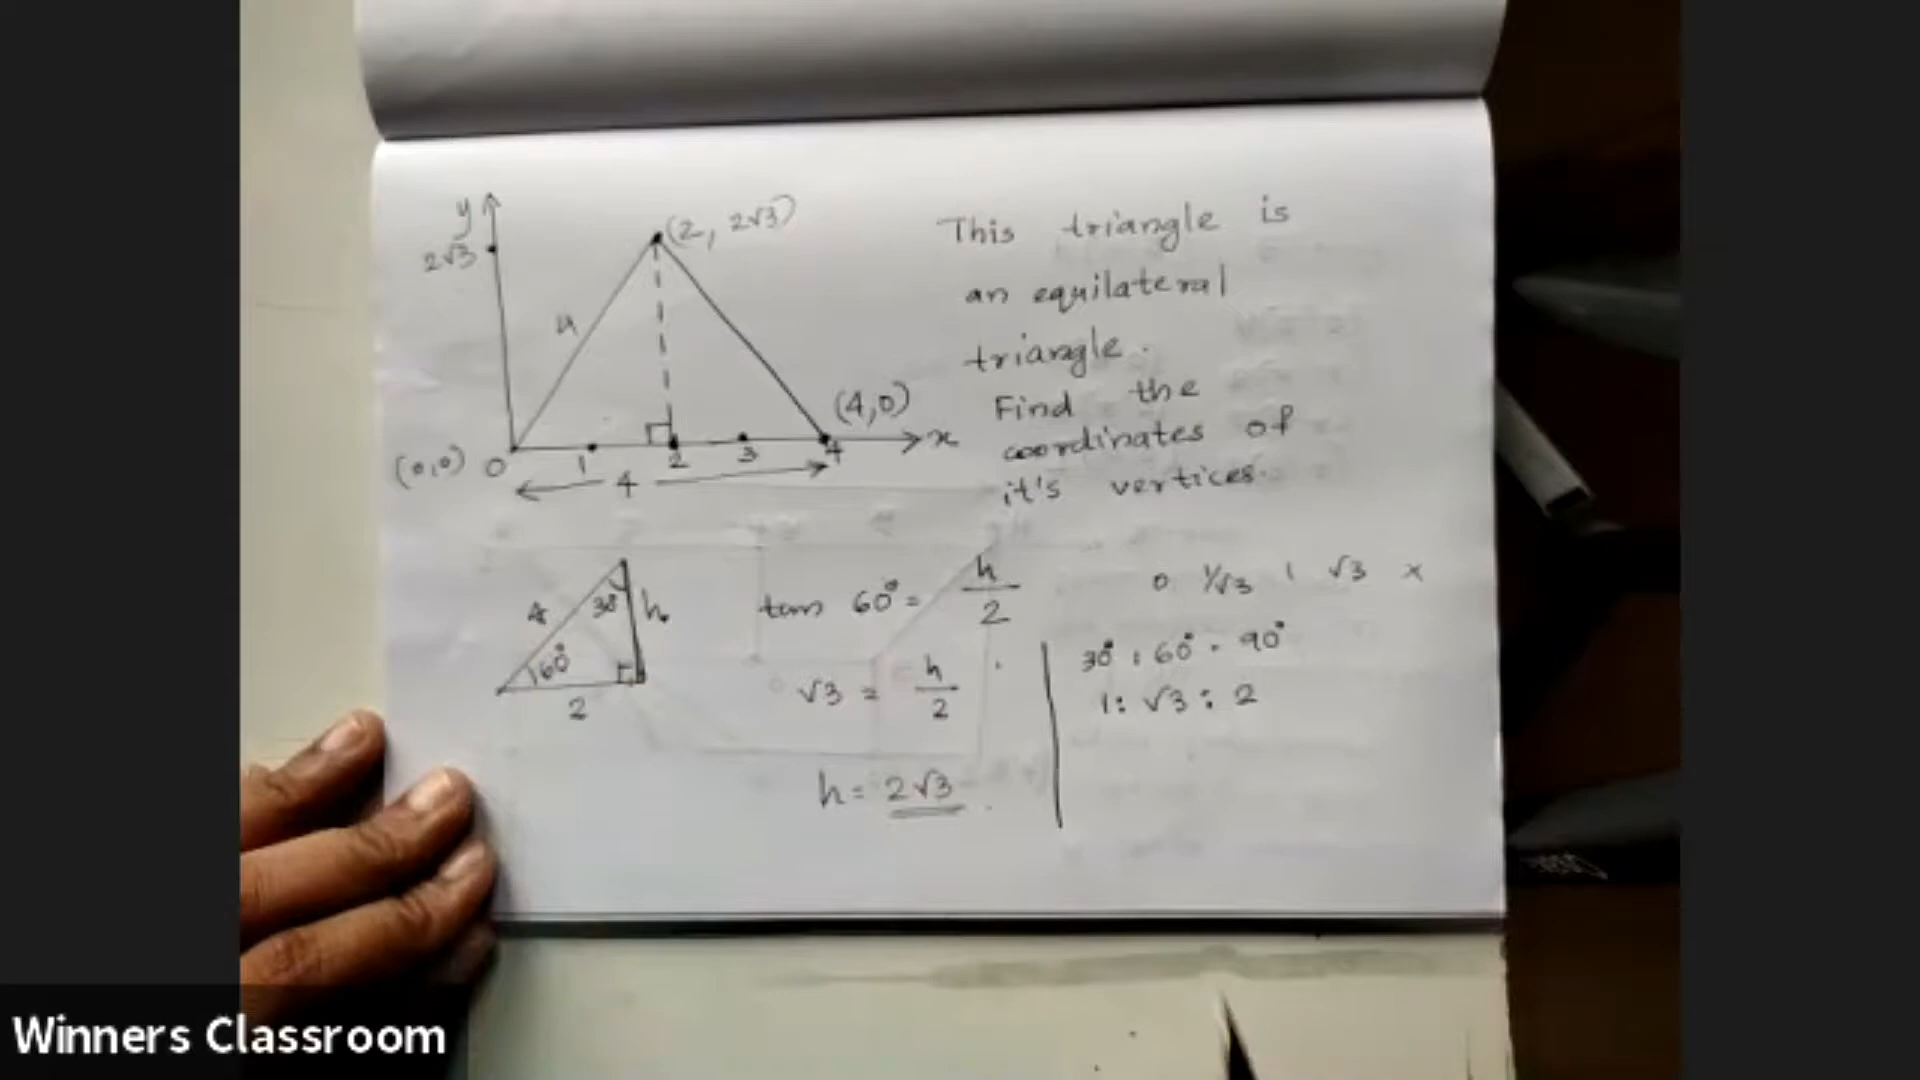 y
2√3
(2, 2√3)
4
(4,0)
x
(0,0) 0 1 2 3 4
4
This triangle is
an equilateral
triangle.
Find the
coordinates of
it's vertices.
4
30°
h
60°
2
tan 60° = h/2
√3 = h/2
h = 2√3
0 1/√3 1 √3 x
30° : 60° : 90°
1 : √3 : 2
Winners Classroom